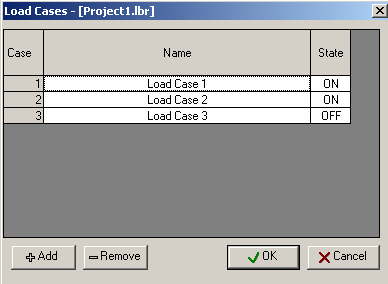 Load Cases - [Project1.lbr]
Case Name State
1 Load Case 1 ON
2 Load Case 2 ON
3 Load Case 3 OFF
Add Remove OK Cancel